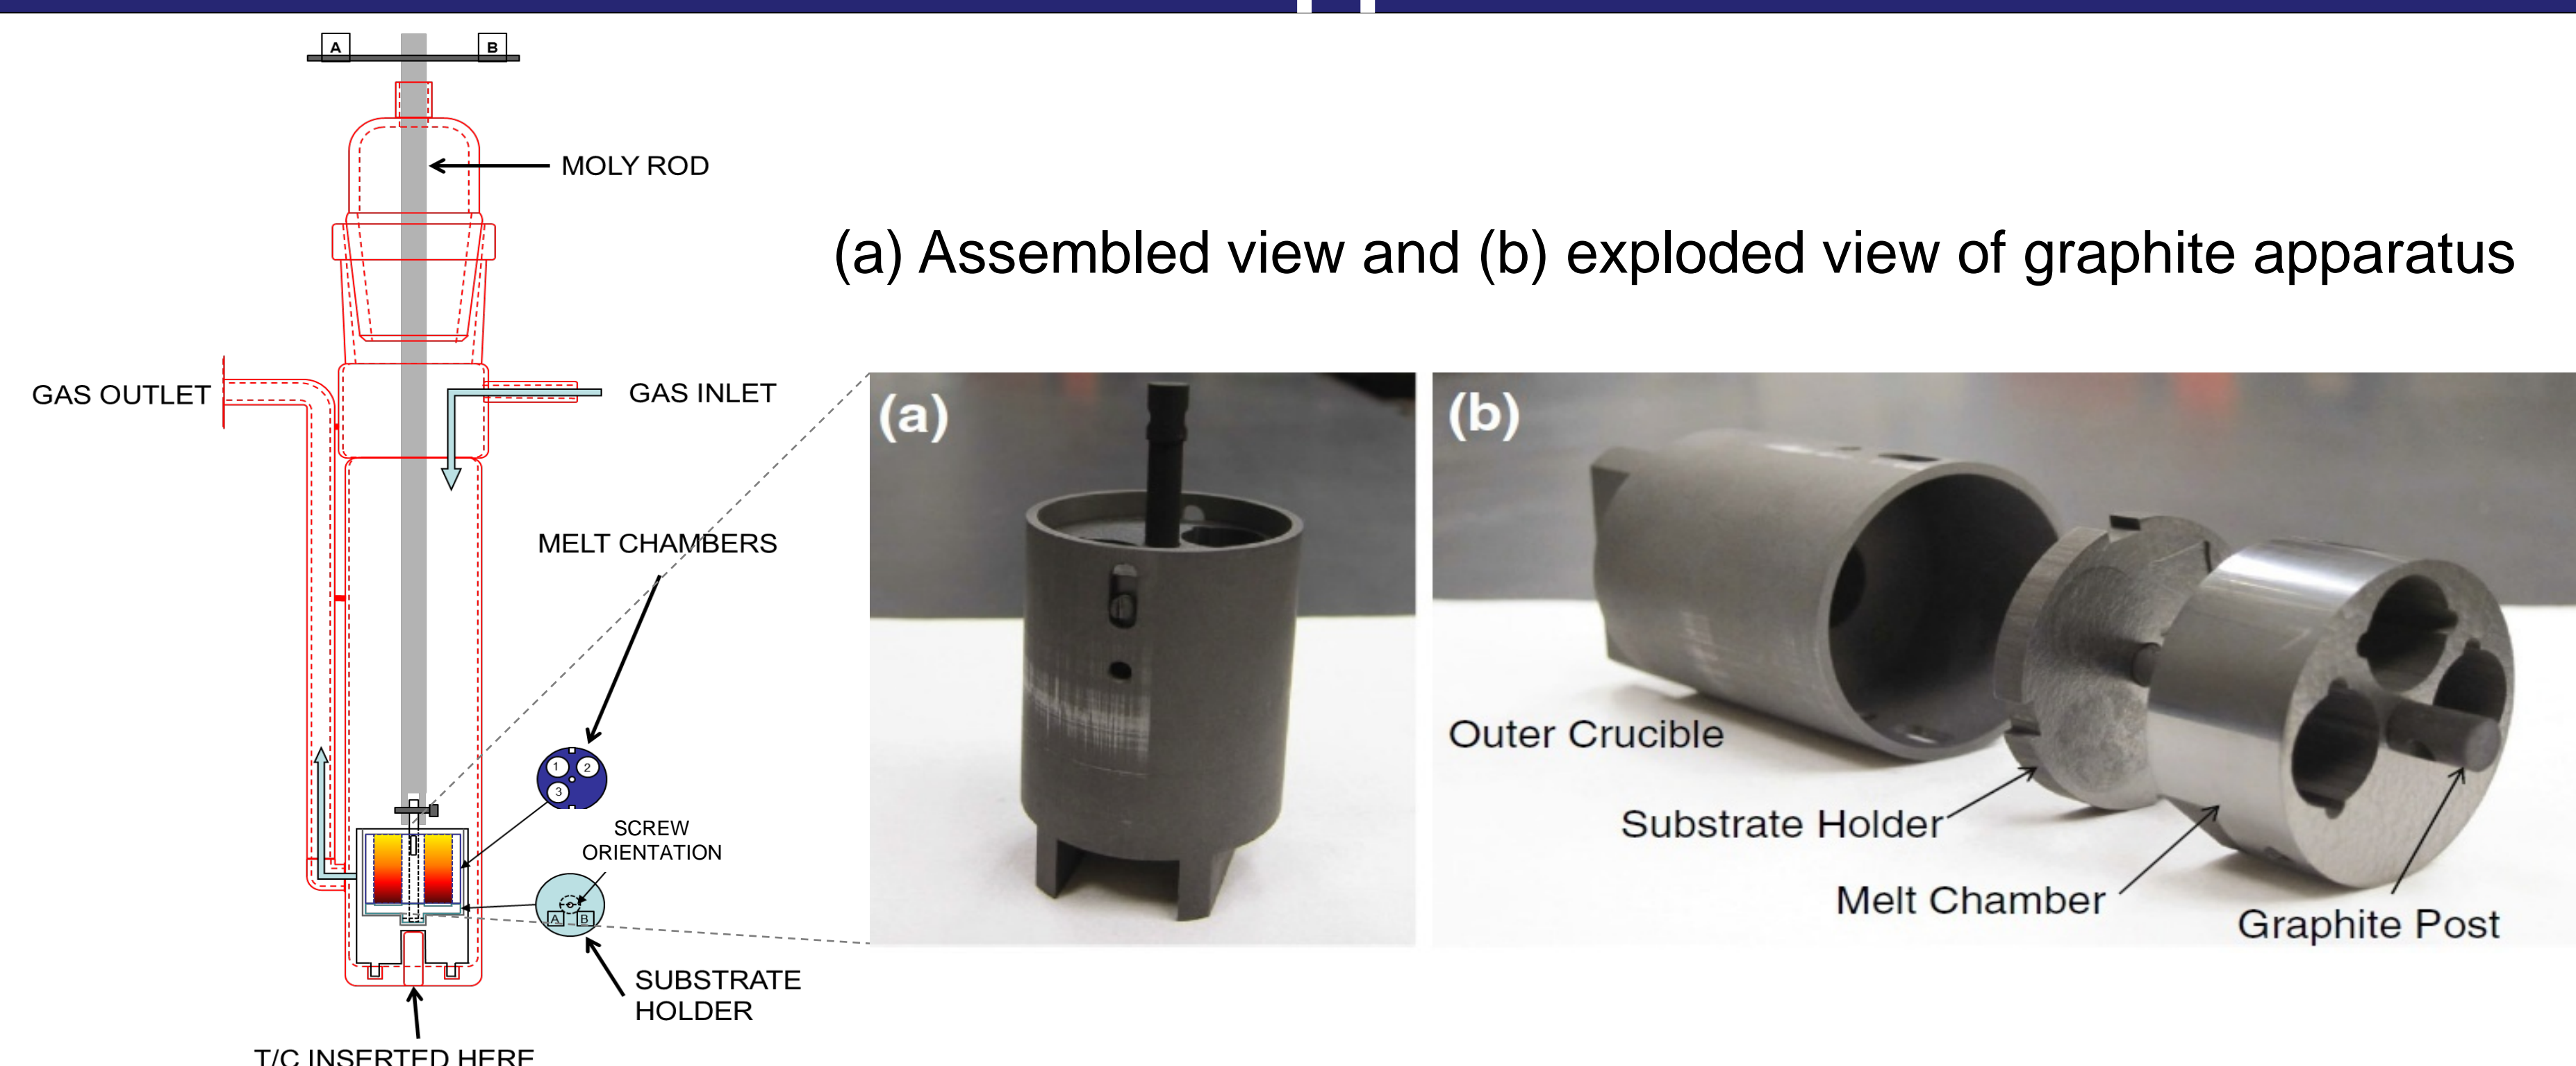 A
B
MOLY ROD
(a) Assembled view and (b) exploded view of graphite apparatus
GAS OUTLET
GAS INLET
MELT CHAMBERS
1
2
3
SCREW
ORIENTATION
A
B
SUBSTRATE
HOLDER
T/C INSERTED HERE
(a)
(b)
Outer Crucible
Substrate Holder
Melt Chamber
Graphite Post